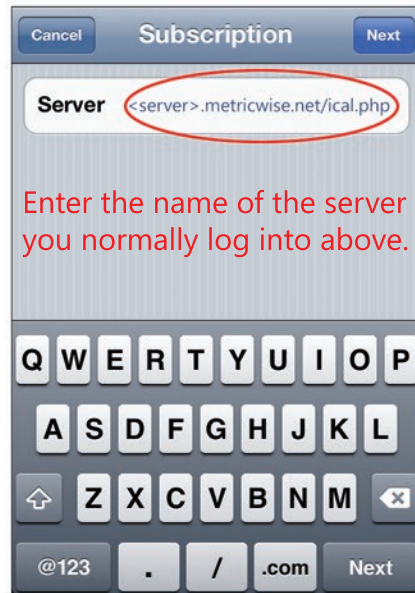 Cancel Subscription Next
Server <server>.metricwise.net/ical.php
Enter the name of the server
you normally log into above.
Q W E R T Y U I O P
A S D F G H J K L
Z X C V B N M
@123 . / .com Next